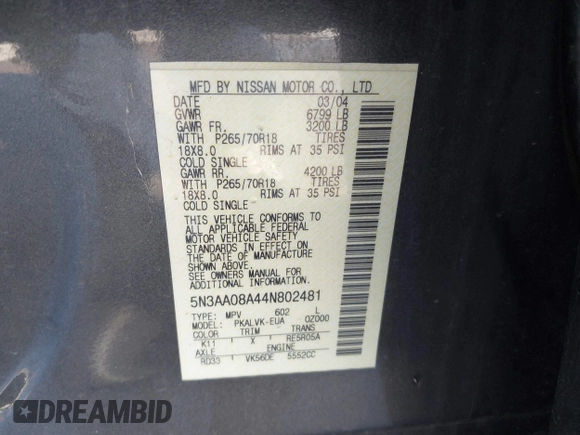 MFD BY NISSAN MOTOR CO., LTD
DATE 03/04
GVWR 6799 LB
GAWR FR. 3200 LB
WITH P265/70R18 TIRES
18X8.0 RIMS AT 35 PSI
COLD SINGLE
GAWR RR. 4200 LB
WITH P265/70R18 TIRES
18X8.0 RIMS AT 35 PSI
COLD SINGLE
THIS VEHICLE CONFORMS TO
ALL APPLICABLE FEDERAL
MOTOR VEHICLE SAFETY
STANDARDS IN EFFECT ON
THE DATE OF MANUFACTURE
SHOWN ABOVE.
SEE OWNERS MANUAL FOR
ADDITIONAL INFORMATION
5N3AA08A44N802481
TYPE: MPV 602 L
MODEL: PKALVK-EUA 0Z000
COLOR TRIM TRANS
K11 X RE5R05A
AXLE ENGINE
RD33 VK56DE 5552CC
DREAMBID